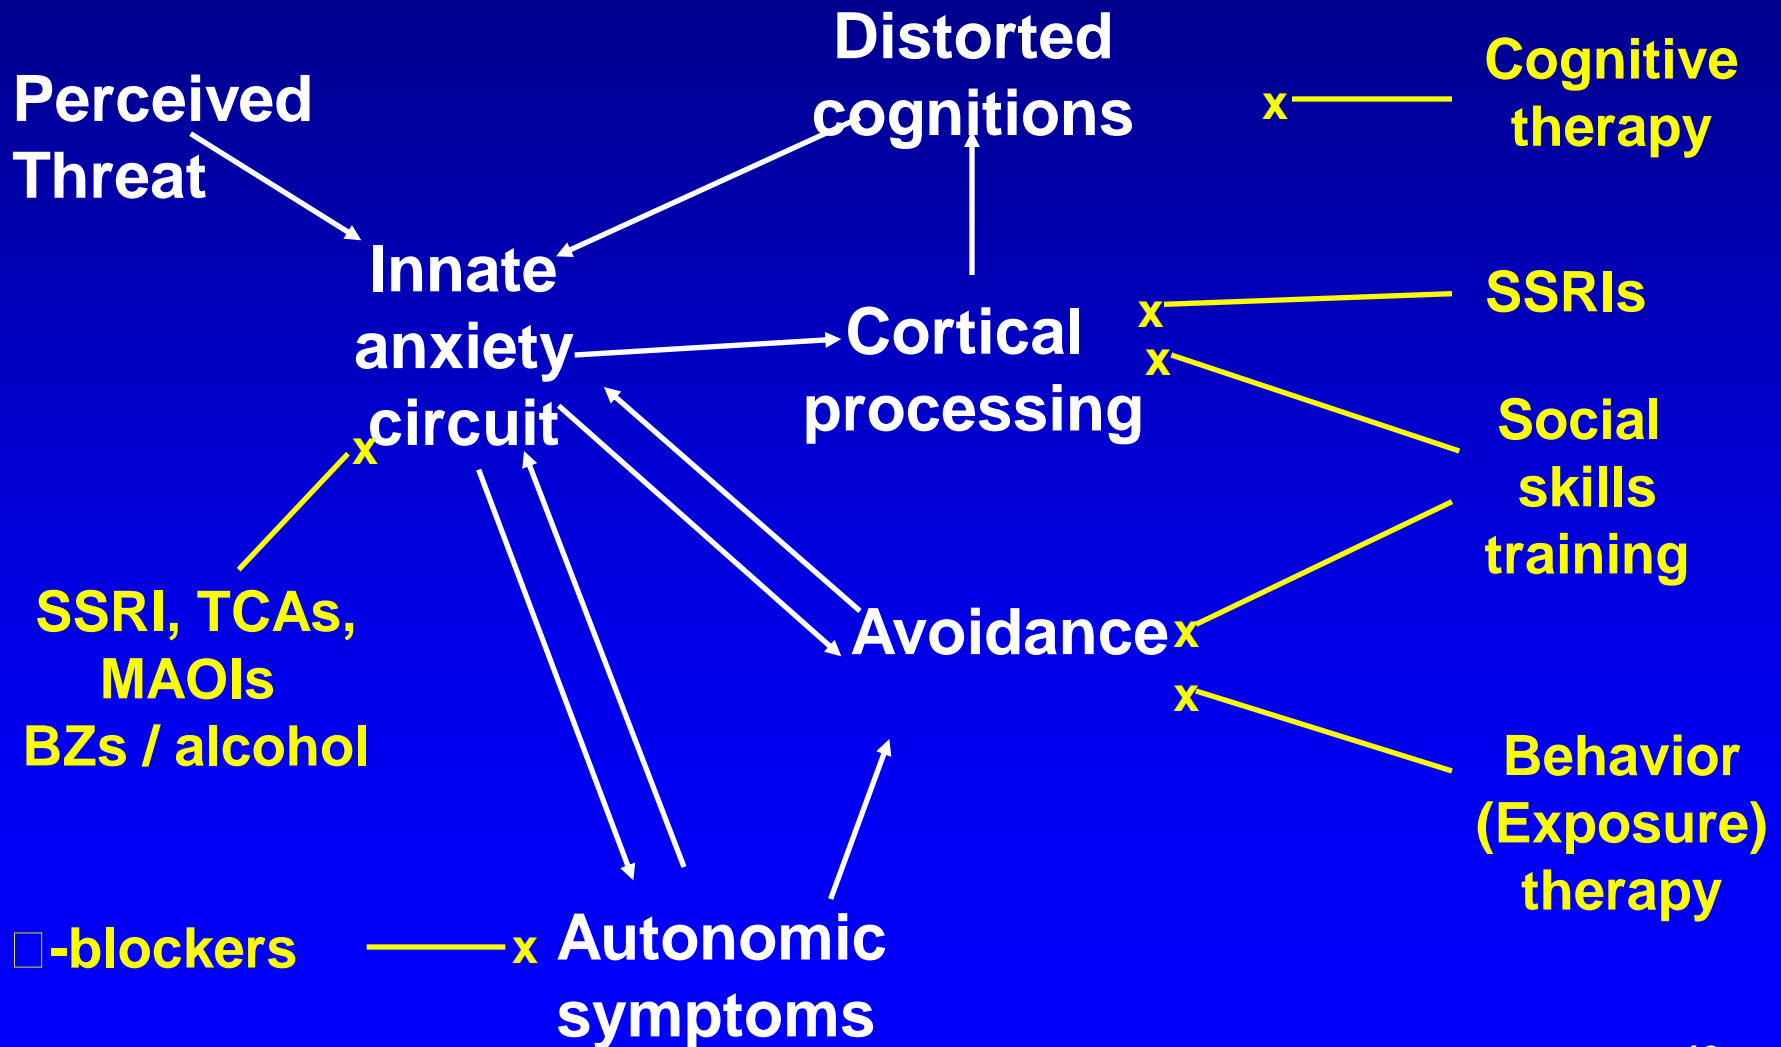 Perceived
Threat
Distorted
cognitions
x
Cognitive
therapy
Innate
anxiety
circuit
x
Cortical
processing
x
x
SSRIs
Social
skills
training
SSRI, TCAs,
MAOIs
BZs / alcohol
Avoidance
x
x
Behavior
(Exposure)
therapy
□-blockers
x
Autonomic
symptoms